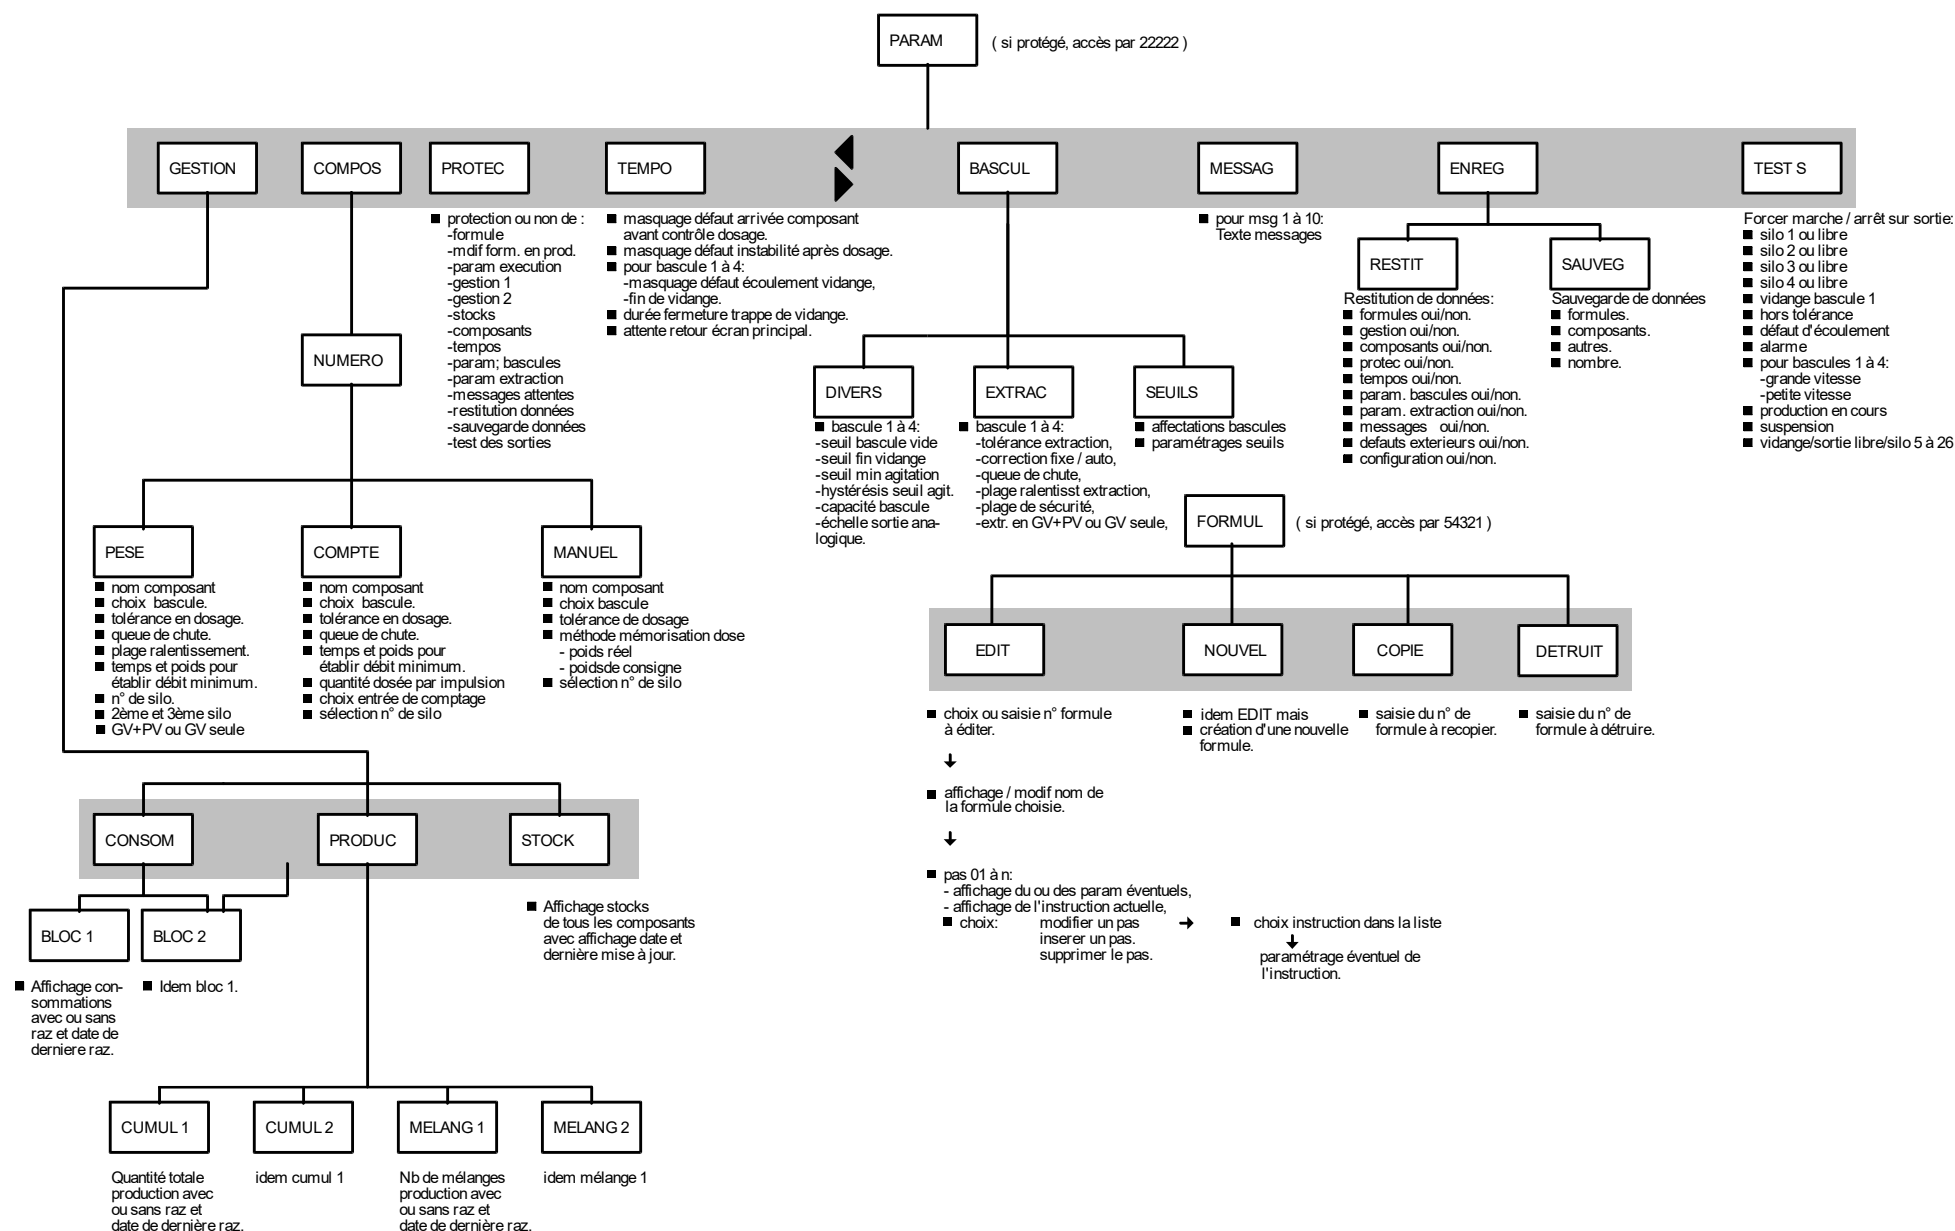 PARAM
( si protégé, accès par 22222 )
GESTION
COMPOS
PROTEC
TEMPO
BASCUL
MESSAG
ENREG
TEST S
■ protection ou non de :
-formule
-mdif form. en prod.
-param execution
-gestion 1
-gestion 2
-stocks
-composants
-tempos
-param; bascules
-param extraction
-messages attentes
-restitution données
-sauvegarde données
-test des sorties
■ masquage défaut arrivée composant
avant contrôle dosage.
■ masquage défaut instabilité après dosage.
■ pour bascule 1 à 4:
-masquage défaut écoulement vidange,
-fin de vidange.
■ durée fermeture trappe de vidange.
■ attente retour écran principal.
■ pour msg 1 à 10:
Texte messages
RESTIT
SAUVEG
Restitution de données:
■ formules oui/non.
■ gestion oui/non.
■ composants oui/non.
■ protec oui/non.
■ tempos oui/non.
■ param. bascules oui/non.
■ param. extraction oui/non.
■ messages oui/non.
■ defauts exterieurs oui/non.
■ configuration oui/non.
Sauvegarde de données
■ formules.
■ composants.
■ autres.
■ nombre.
Forcer marche / arrêt sur sortie:
■ silo 1 ou libre
■ silo 2 ou libre
■ silo 3 ou libre
■ silo 4 ou libre
■ vidange bascule 1
■ hors tolérance
■ défaut d'écoulement
■ alarme
■ pour bascules 1 à 4:
-grande vitesse
-petite vitesse
■ production en cours
■ suspension
■ vidange/sortie libre/silo 5 à 26
NUMERO
DIVERS
EXTRAC
SEUILS
■ bascule 1 à 4:
-seuil bascule vide
-seuil fin vidange
-seuil min agitation
-hystérésis seuil agit.
-capacité bascule
-échelle sortie ana-
logique.
■ bascule 1 à 4:
-tolérance extraction,
-correction fixe / auto,
-queue de chute,
-plage ralentisst extraction,
-plage de sécurité,
-extr. en GV+PV ou GV seule,
■ affectations bascules
■ paramétrages seuils
PESE
COMPTE
MANUEL
■ nom composant
■ choix bascule.
■ tolérance en dosage.
■ queue de chute.
■ plage ralentissement.
■ temps et poids pour
établir débit minimum.
■ n° de silo.
■ 2ème et 3ème silo
■ GV+PV ou GV seule
■ nom composant
■ choix bascule.
■ tolérance en dosage.
■ queue de chute.
■ temps et poids pour
établir débit minimum.
■ quantité dosée par impulsion
■ choix entrée de comptage
■ sélection n° de silo
■ nom composant
■ choix bascule
■ tolérance de dosage
■ méthode mémorisation dose
- poids réel
- poidsde consigne
■ sélection n° de silo
FORMUL
( si protégé, accès par 54321 )
EDIT
NOUVEL
COPIE
DETRUIT
■ choix ou saisie n° formule
à éditer.
■ affichage / modif nom de
la formule choisie.
■ pas 01 à n:
- affichage du ou des param éventuels,
- affichage de l'instruction actuelle,
■ choix: modifier un pas
inserer un pas.
supprimer le pas.
■ choix instruction dans la liste
paramétrage éventuel de
l'instruction.
■ idem EDIT mais
■ création d'une nouvelle
formule.
■ saisie du n° de
formule à recopier.
■ saisie du n° de
formule à détruire.
CONSOM
PRODUC
STOCK
BLOC 1
BLOC 2
■ Affichage con-
sommations
avec ou sans
raz et date de
derniere raz.
■ Idem bloc 1.
■ Affichage stocks
de tous les composants
avec affichage date et
dernière mise à jour.
CUMUL 1
CUMUL 2
MELANG 1
MELANG 2
Quantité totale
production avec
ou sans raz et
date de dernière raz.
idem cumul 1
Nb de mélanges
production avec
ou sans raz et
date de dernière raz.
idem mélange 1